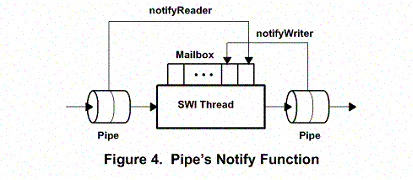 notifyReader
notifyWriter
Mailbox
SWI Thread
Pipe
Pipe
Figure 4. Pipe's Notify Function